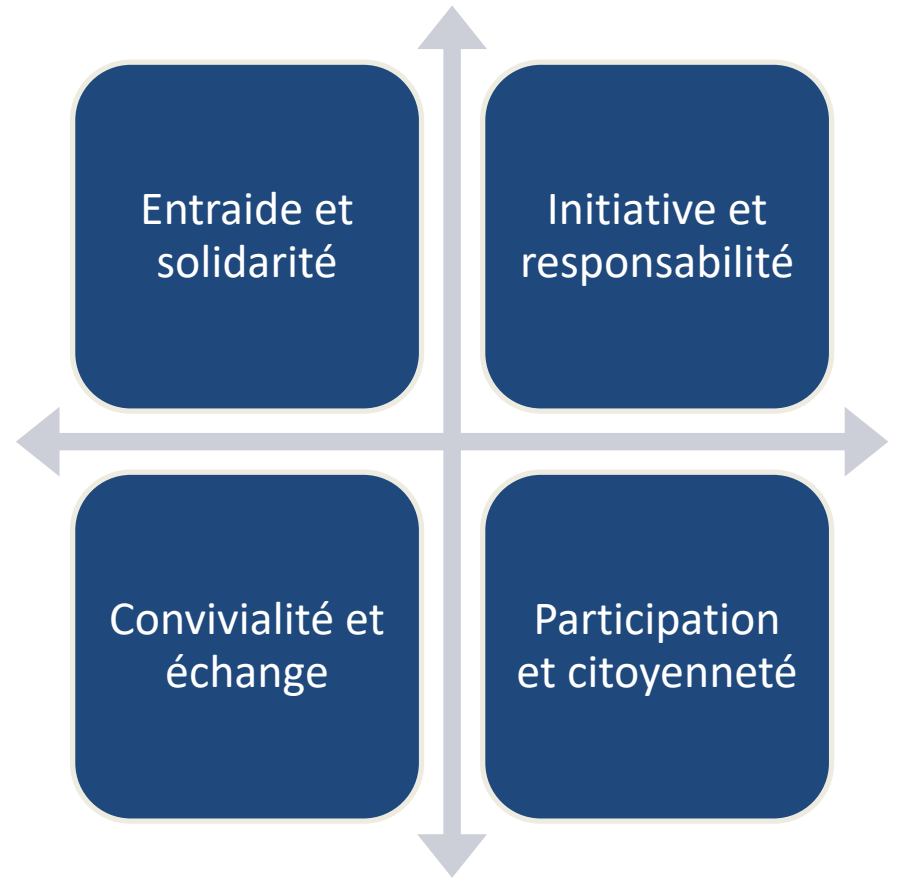 Entraide et
solidarité
Initiative et
responsabilité
Convivialité et
échange
Participation
et citoyenneté